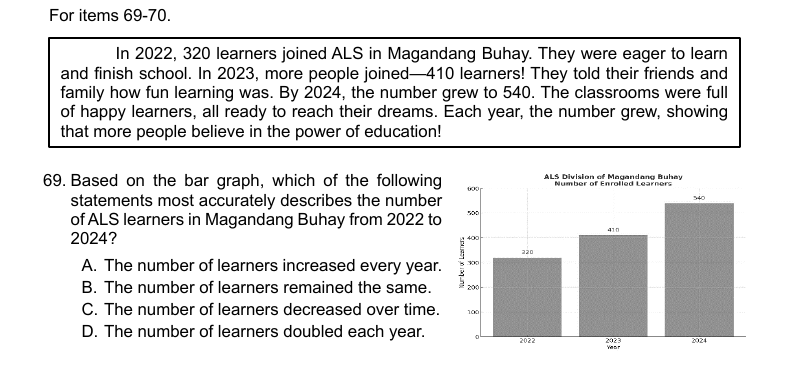 For items 69-70.
In 2022, 320 learners joined ALS in Magandang Buhay. They were eager to learn
and finish school. In 2023, more people joined—410 learners! They told their friends and
family how fun learning was. By 2024, the number grew to 540. The classrooms were full
of happy learners, all ready to reach their dreams. Each year, the number grew, showing
that more people believe in the power of education!
69. Based on the bar graph, which of the following
statements most accurately describes the number
of ALS learners in Magandang Buhay from 2022 to
2024?
A. The number of learners increased every year.
B. The number of learners remained the same.
C. The number of learners decreased over time.
D. The number of learners doubled each year.
ALS Division of Magandang Buhay
Number of Enrolled Learners
Number of Learners
600
500
400
300
200
100
0
320
410
540
2022
2023
2024
Year